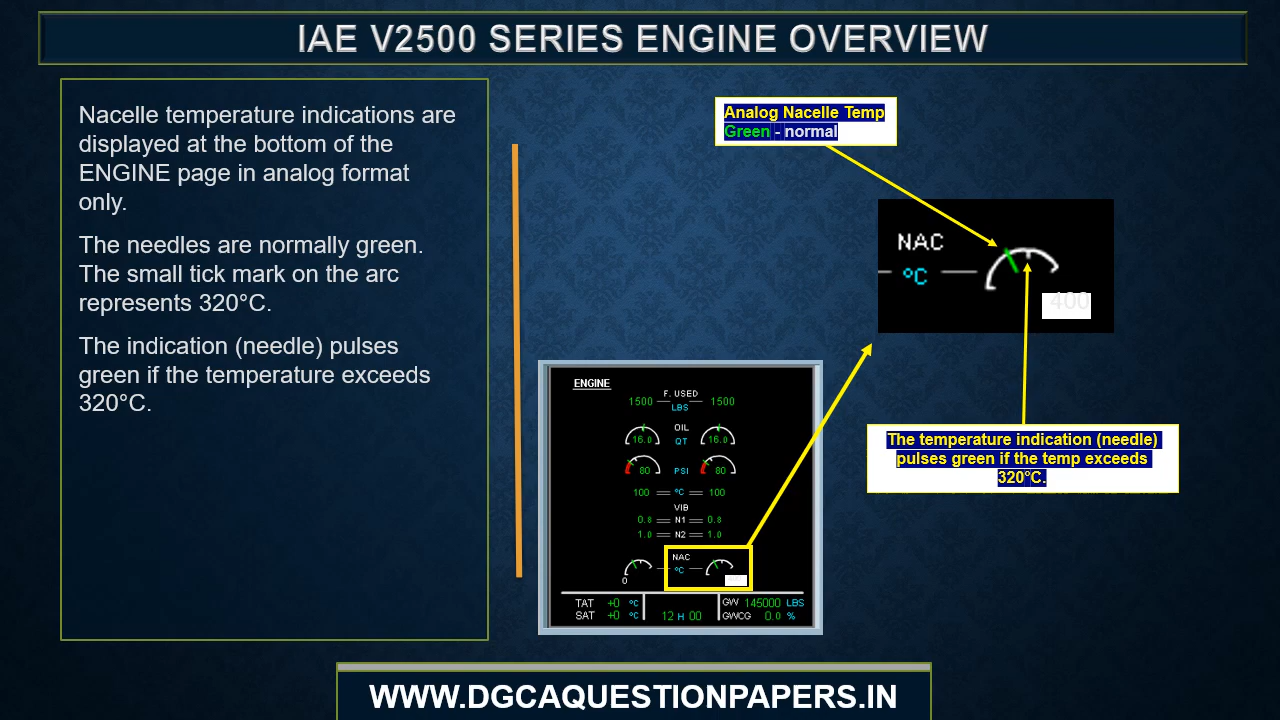 IAE V2500 SERIES ENGINE OVERVIEW
Nacelle temperature indications are
displayed at the bottom of the
ENGINE page in analog format
only.
The needles are normally green.
The small tick mark on the arc
represents 320°C.
The indication (needle) pulses
green if the temperature exceeds
320°C.
Analog Nacelle Temp
Green - normal
NAC
°C
400
The temperature indication (needle)
pulses green if the temp exceeds
320°C.
ENGINE
F. USED
1500 1500
LBS
OIL
16.0 QT 16.0
80 PSI 80
100 °C 100
VIB
0.8 N1 0.8
1.0 N2 1.0
NAC
°C
0
TAT +0 °C GW 145000 LBS
SAT +0 °C 12 H 00 GWCG 0.0 %
WWW.DGCAQUESTIONPAPERS.IN